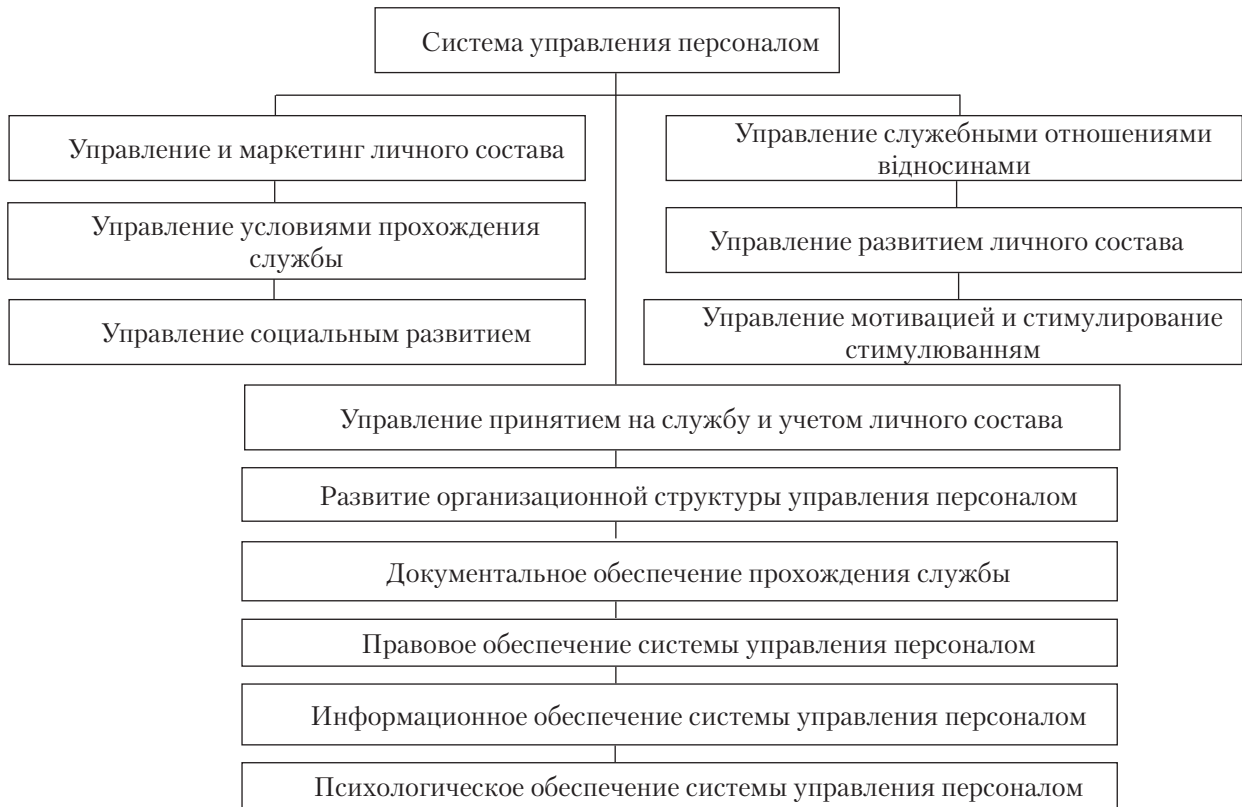 Система управления персоналом
Управление и маркетинг личного состава
Управление условиями прохождения
службы
Управление социальным развитием
Управление служебными отношениями
відносинами
Управление развитием личного состава
Управление мотивацией и стимулирование
стимулюванням
Управление принятием на службу и учетом личного состава
Развитие организационной структуры управления персоналом
Документальное обеспечение прохождения службы
Правовое обеспечение системы управления персоналом
Информационное обеспечение системы управления персоналом
Психологическое обеспечение системы управления персоналом